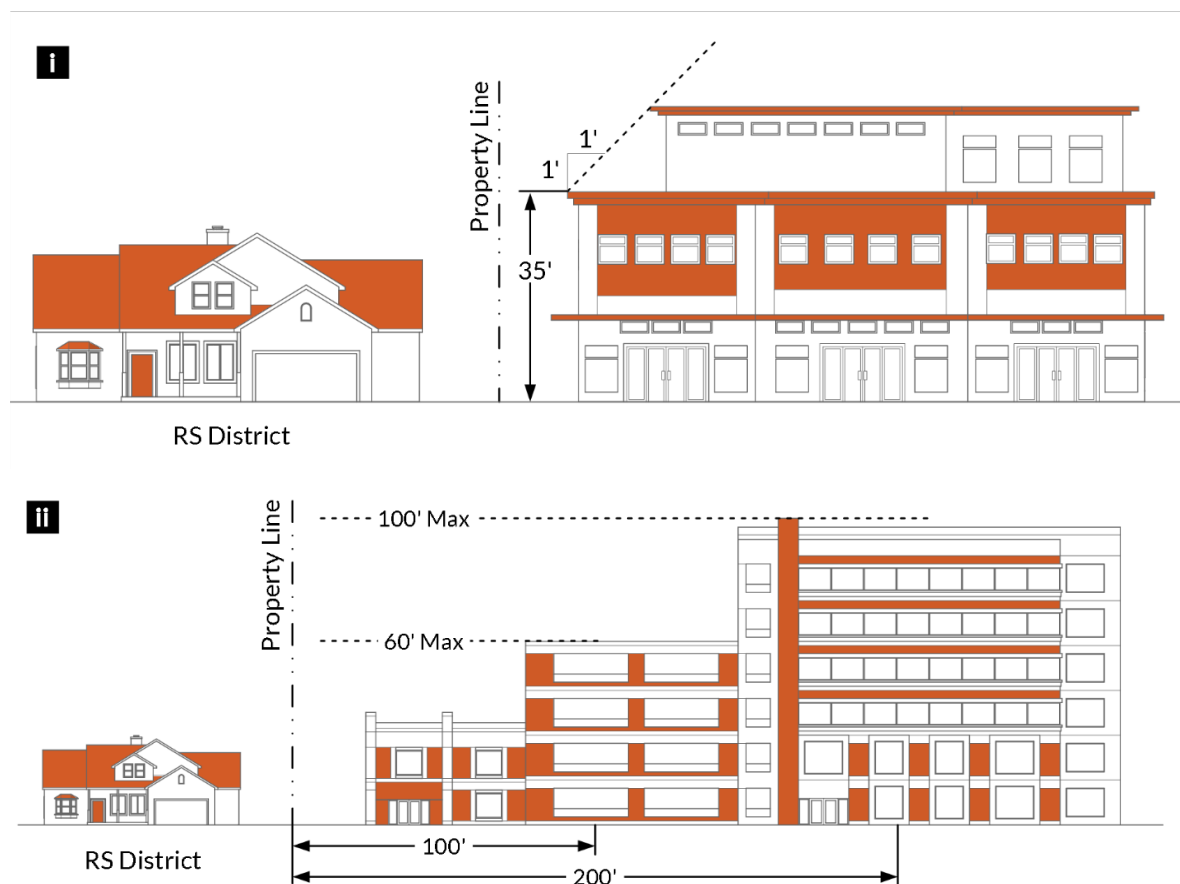 i
Property Line
1'
1'
35'
RS District
ii
Property Line
100' Max
60' Max
RS District
100'
200'